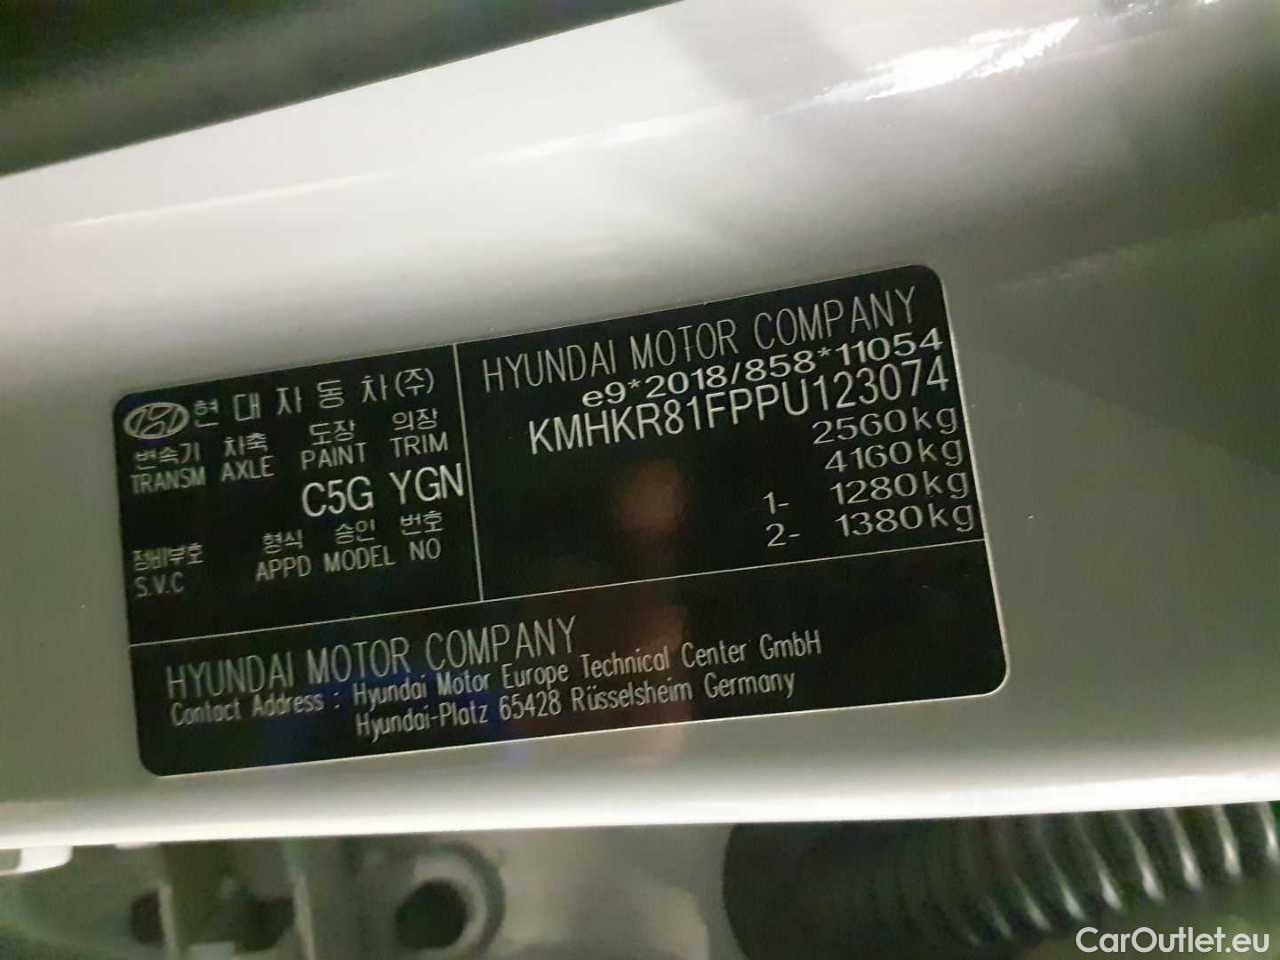 현대자동차(주)
변속기 차축 도장 의장
TRANSM AXLE PAINT TRIM
C5G YGN
정비부호 형식 승인 번호
S.V.C APPD MODEL NO
HYUNDAI MOTOR COMPANY
e9*2018/858*11054
KMHKR81FPPU123074
2560kg
4160kg
1- 1280kg
2- 1380kg
HYUNDAI MOTOR COMPANY
Contact Address : Hyundai Motor Europe Technical Center GmbH
Hyundai-Platz 65428 Rüsselsheim Germany
CarOutlet.eu